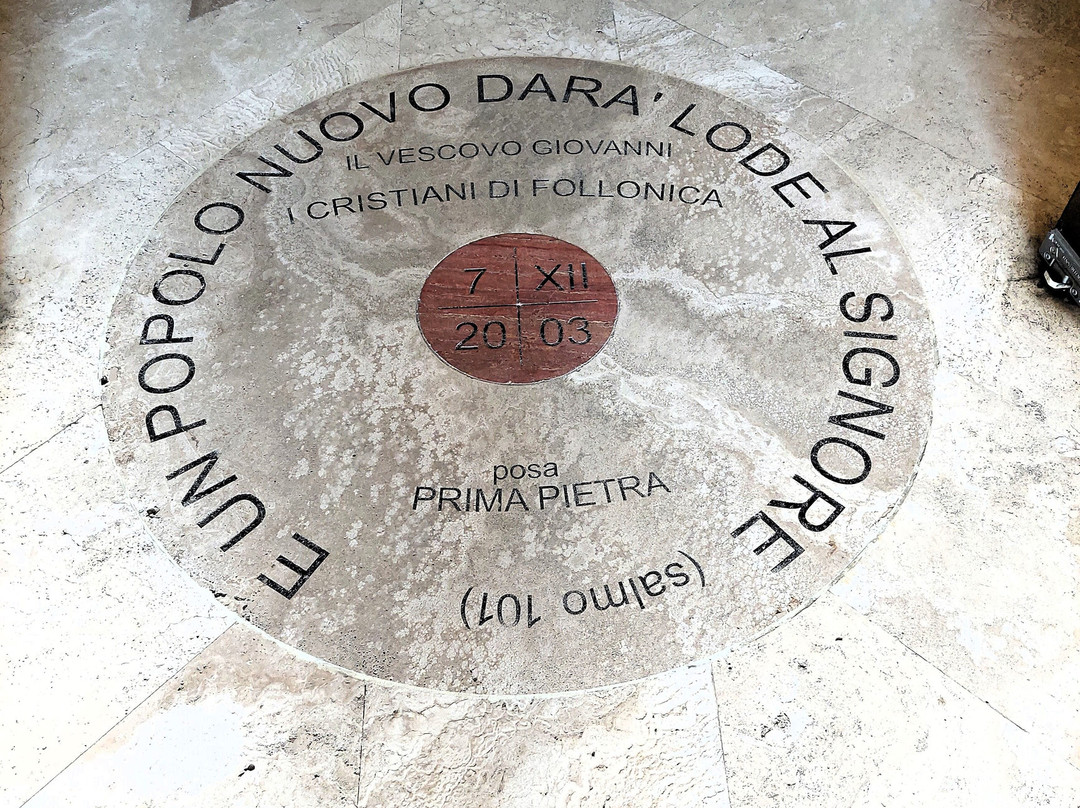 E UN POPOLO NUOVO DARA' LODE AL SIGNORE
IL VESCOVO GIOVANNI
I CRISTIANI DI FOLLONICA
7 XII
20 03
posa
PRIMA PIETRA
(salmo 101)